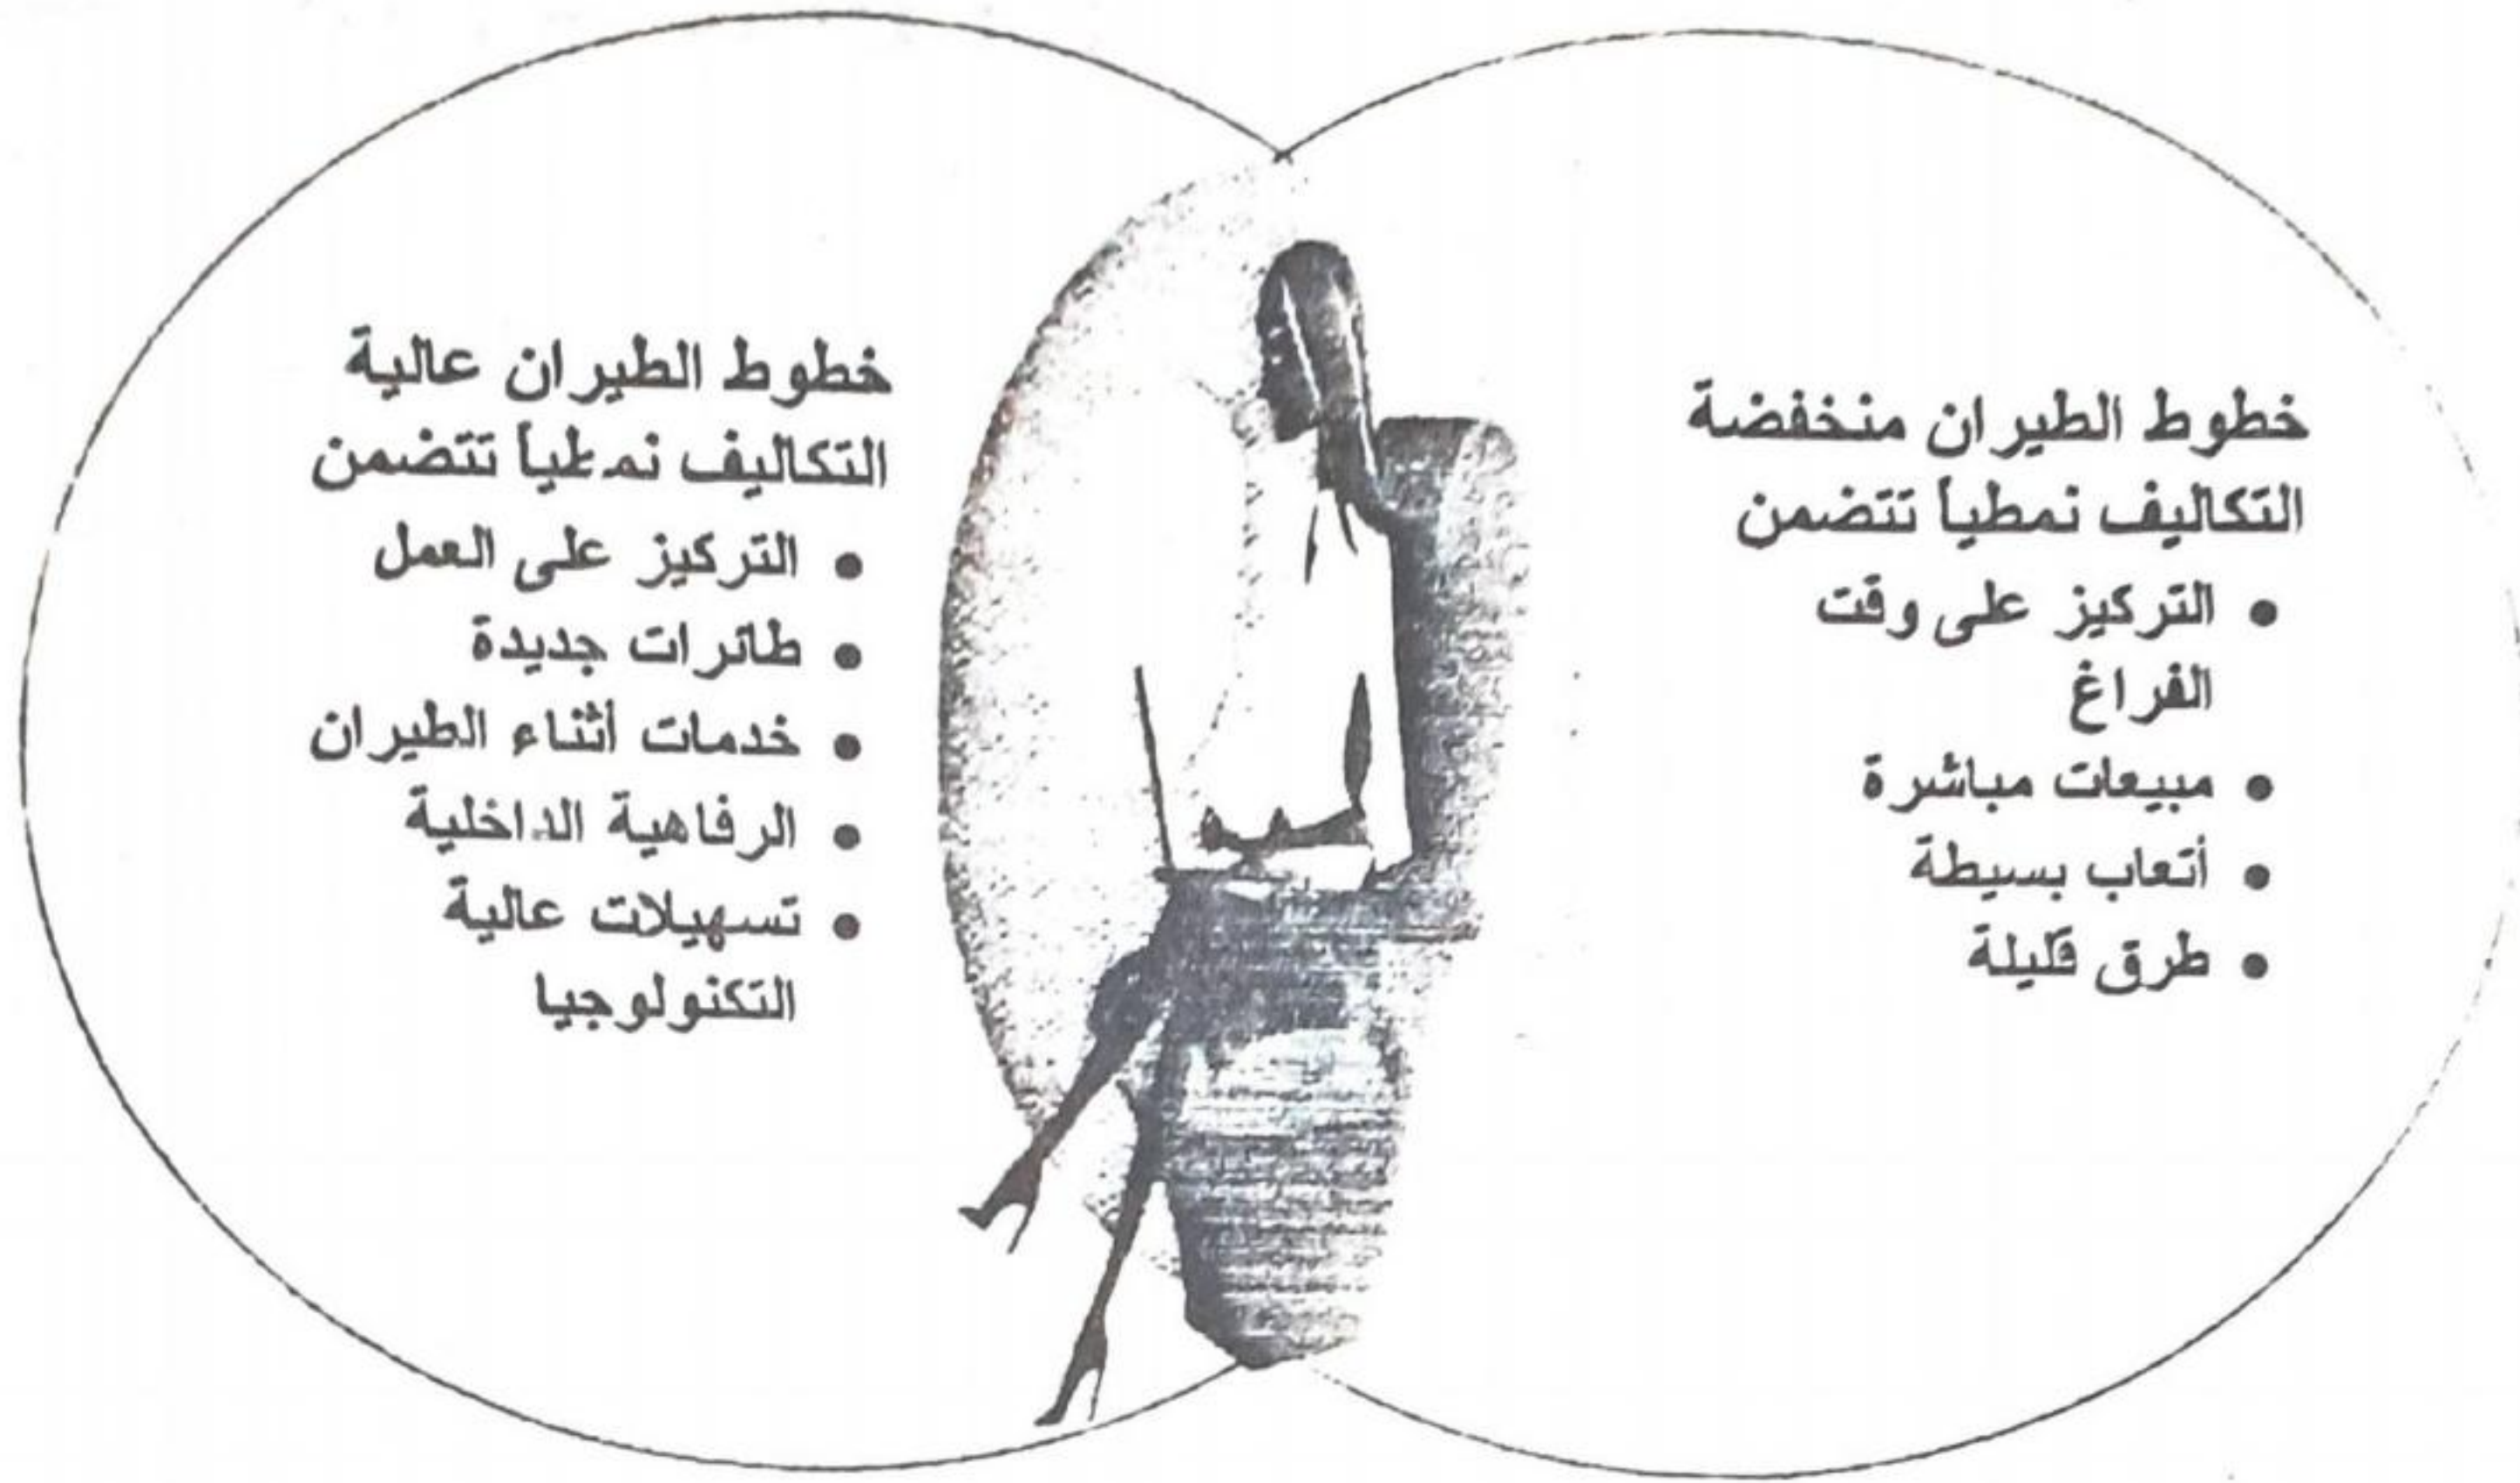 خطوط الطيران منخفضة
التكاليف نمطياً تتضمن
• التركيز على وقت
الفراغ
• مبيعات مباشرة
• أتعاب بسيطة
• طرق قليلة
خطوط الطيران عالية
التكاليف نمطياً تتضمن
• التركيز على العمل
• طائرات جديدة
• خدمات أثناء الطيران
• الرفاهية الداخلية
• تسهيلات عالية
التكنولوجيا